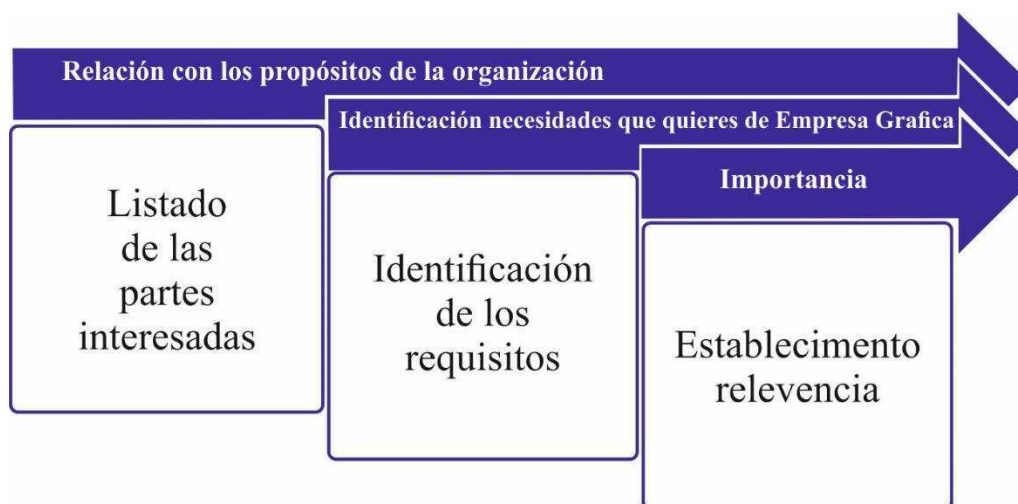 Relación con los propósitos de la organización
Identificación necesidades que quieres de Empresa Grafica
Importancia
Listado
de las
partes
interesadas
Identificación
de los
requisitos
Establecimento
relevencia